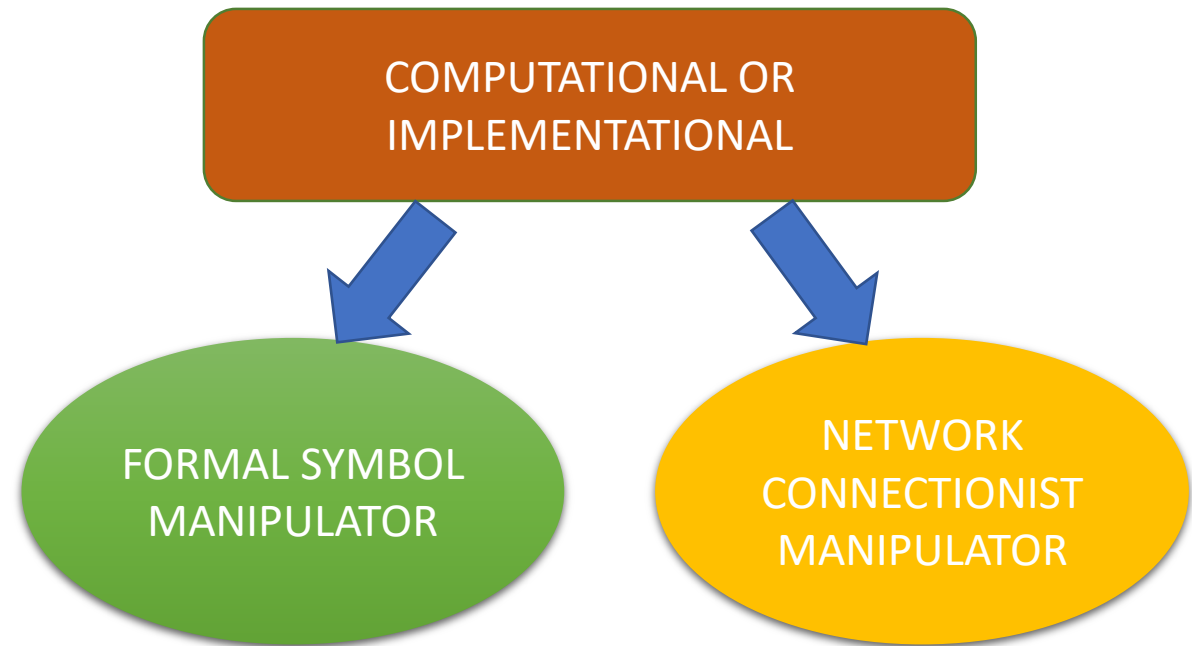 COMPUTATIONAL OR
IMPLEMENTATIONAL
FORMAL SYMBOL
MANIPULATOR
NETWORK
CONNECTIONIST
MANIPULATOR